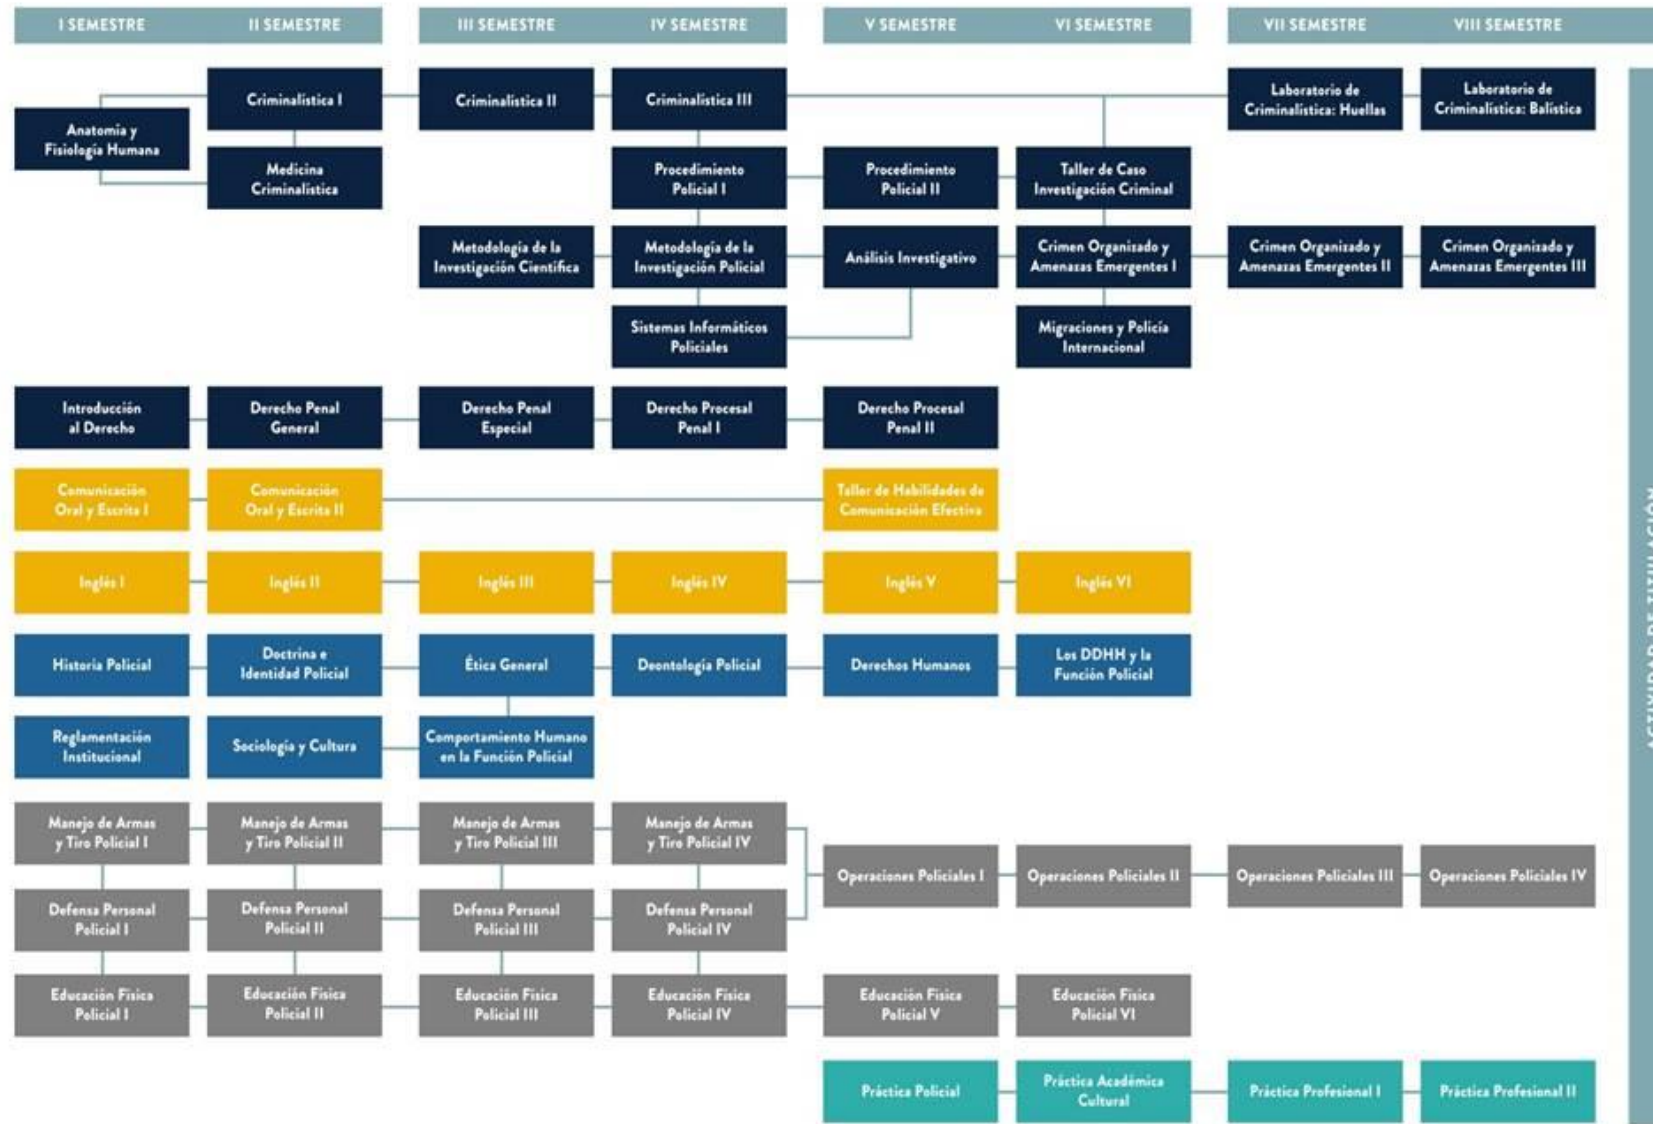 I SEMESTRE
II SEMESTRE
III SEMESTRE
IV SEMESTRE
V SEMESTRE
VI SEMESTRE
VII SEMESTRE
VIII SEMESTRE
Anatomía y
Fisiología Humana
Criminalística I
Criminalística II
Criminalística III
Laboratorio de
Criminalística: Huellas
Laboratorio de
Criminalística: Balística
Medicina
Criminalística
Procedimiento
Policial I
Procedimiento
Policial II
Taller de Caso
Investigación Criminal
Metodología de la
Investigación Científica
Metodología de la
Investigación Policial
Análisis Investigativo
Crimen Organizado y
Amenazas Emergentes I
Crimen Organizado y
Amenazas Emergentes II
Crimen Organizado y
Amenazas Emergentes III
Sistemas Informáticos
Policiales
Migraciones y Policía
Internacional
Introducción
al Derecho
Derecho Penal
General
Derecho Penal
Especial
Derecho Procesal
Penal I
Derecho Procesal
Penal II
Comunicación
Oral y Escrita I
Comunicación
Oral y Escrita II
Taller de Habilidades de
Comunicación Efectiva
Inglés I
Inglés II
Inglés III
Inglés IV
Inglés V
Inglés VI
Historia Policial
Doctrina e
Identidad Policial
Ética General
Deontología Policial
Derechos Humanos
Los DDHH y la
Función Policial
Reglamentación
Institucional
Sociología y Cultura
Comportamiento Humano
en la Función Policial
Manejo de Armas
y Tiro Policial I
Manejo de Armas
y Tiro Policial II
Manejo de Armas
y Tiro Policial III
Manejo de Armas
y Tiro Policial IV
Operaciones Policiales I
Operaciones Policiales II
Operaciones Policiales III
Operaciones Policiales IV
Defensa Personal
Policial I
Defensa Personal
Policial II
Defensa Personal
Policial III
Defensa Personal
Policial IV
Educación Física
Policial I
Educación Física
Policial II
Educación Física
Policial III
Educación Física
Policial IV
Educación Física
Policial V
Educación Física
Policial VI
Práctica Policial
Práctica Académica
Cultural
Práctica Profesional I
Práctica Profesional II
ACTIVIDAD DE TITULACIÓN